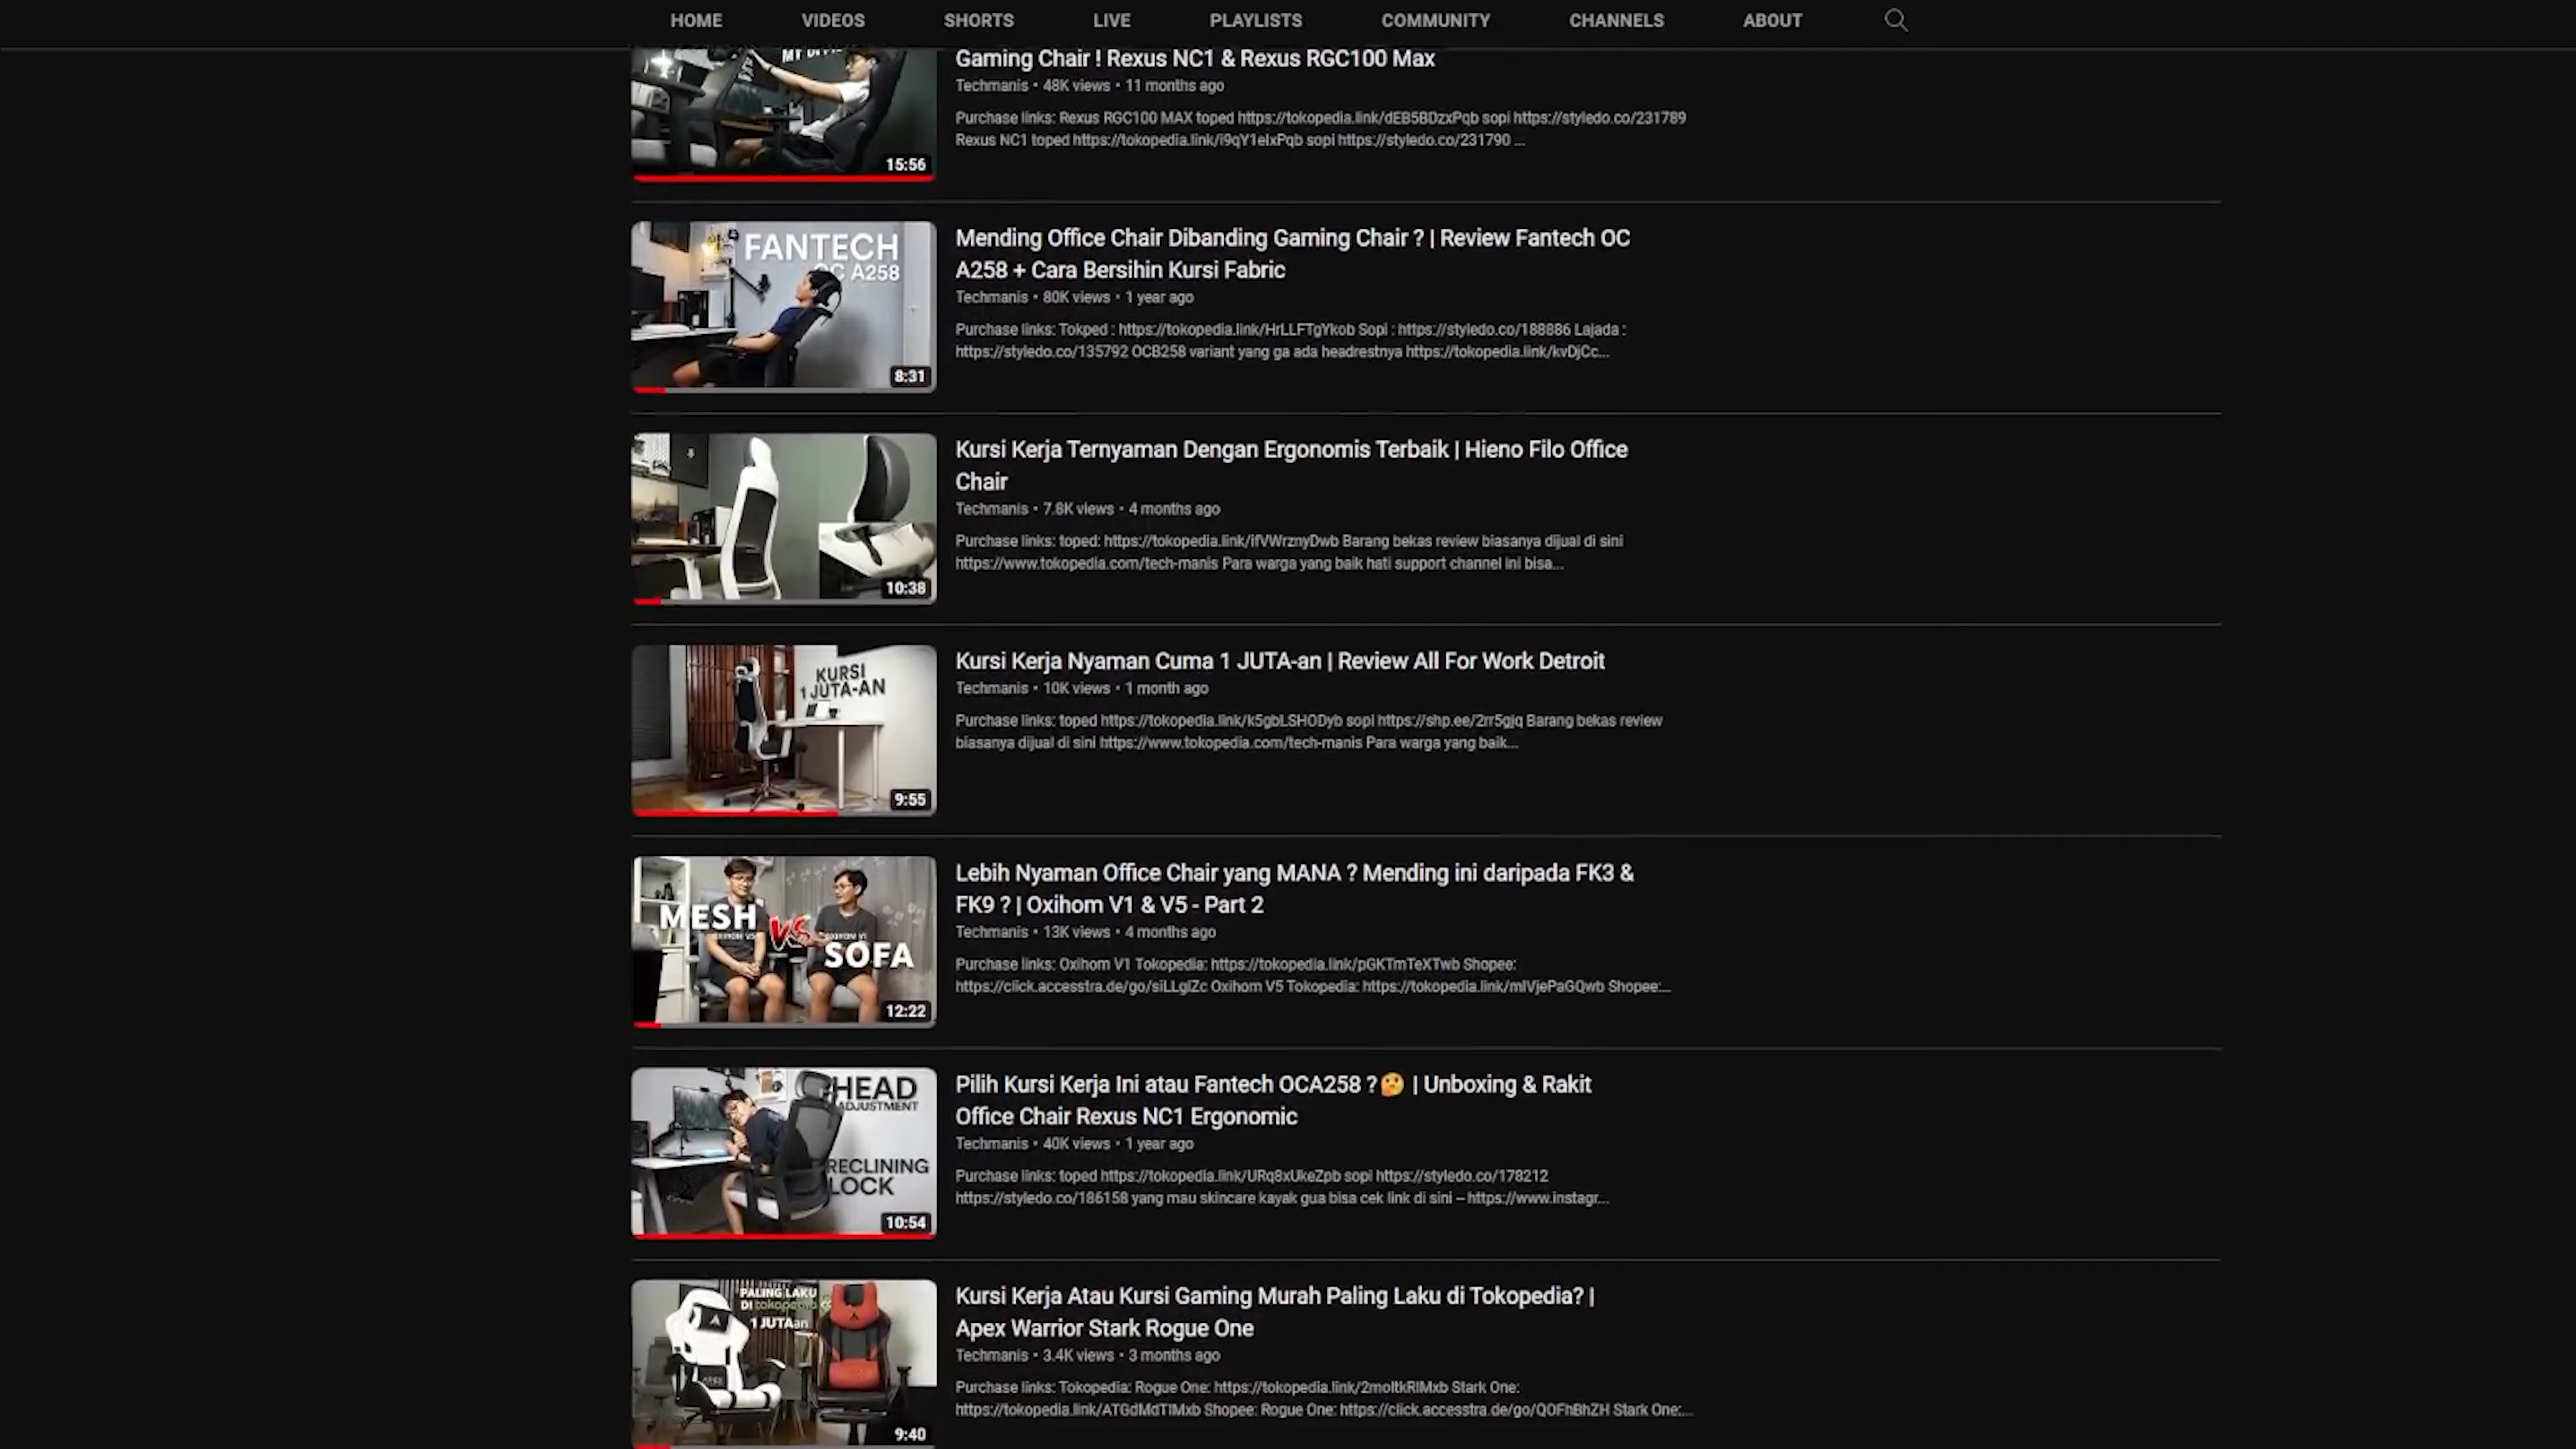 HOME VIDEOS SHORTS LIVE PLAYLISTS COMMUNITY CHANNELS ABOUT
15:56
Gaming Chair ! Rexus NC1 & Rexus RGC100 Max
Techmanis • 48K views • 11 months ago
Purchase links: Rexus RGC100 MAX toped https://tokopedia.link/dEB5BDzxPqb sopi https://styledo.co/231789
Rexus NC1 toped https://tokopedia.link/i9qY1eIxPqb sopi https://styledo.co/231790 ...
FANTECH
OC A258
8:31
Mending Office Chair Dibanding Gaming Chair ? | Review Fantech OC
A258 + Cara Bersihin Kursi Fabric
Techmanis • 80K views • 1 year ago
Purchase links: Tokped : https://tokopedia.link/HrLLFTgYkob Sopi : https://styledo.co/188886 Lajada :
https://styledo.co/135792 OCB258 variant yang ga ada headrestnya https://tokopedia.link/kvDjCc...
10:38
Kursi Kerja Ternyaman Dengan Ergonomis Terbaik | Hieno Filo Office
Chair
Techmanis • 7.8K views • 4 months ago
Purchase links: toped: https://tokopedia.link/ifVWrznyDwb Barang bekas review biasanya dijual di sini
https://www.tokopedia.com/tech-manis Para warga yang baik hati support channel ini bisa...
KURSI
1 JUTA-AN
9:55
Kursi Kerja Nyaman Cuma 1 JUTA-an | Review All For Work Detroit
Techmanis • 10K views • 1 month ago
Purchase links: toped https://tokopedia.link/k5gbLSHODyb sopi https://shp.ee/2rr5gjq Barang bekas review
biasanya dijual di sini https://www.tokopedia.com/tech-manis Para warga yang baik...
MESH
VS
SOFA
12:22
Lebih Nyaman Office Chair yang MANA ? Mending ini daripada FK3 &
FK9 ? | Oxihom V1 & V5 - Part 2
Techmanis • 13K views • 4 months ago
Purchase links: Oxihom V1 Tokopedia: https://tokopedia.link/pGKTmTeXTwb Shopee:
https://click.accesstra.de/go/siLLgIZc Oxihom V5 Tokopedia: https://tokopedia.link/mIVjePaGQwb Shopee:...
HEAD
ADJUSTMENT
RECLINING
LOCK
10:54
Pilih Kursi Kerja Ini atau Fantech OCA258 ?🤔 | Unboxing & Rakit
Office Chair Rexus NC1 Ergonomic
Techmanis • 40K views • 1 year ago
Purchase links: toped https://tokopedia.link/URq8xUkeZpb sopi https://styledo.co/178212
https://styledo.co/186158 yang mau skincare kayak gua bisa cek link di sini – https://www.instagr...
PALING LAKU
DI tokopedia
1 JUTAan
9:40
Kursi Kerja Atau Kursi Gaming Murah Paling Laku di Tokopedia? |
Apex Warrior Stark Rogue One
Techmanis • 3.4K views • 3 months ago
Purchase links: Tokopedia: Rogue One: https://tokopedia.link/2moItkRIMxb Stark One:
https://tokopedia.link/ATGdMdTIMxb Shopee: Rogue One: https://click.accesstra.de/go/QOFhBhZH Stark One:...